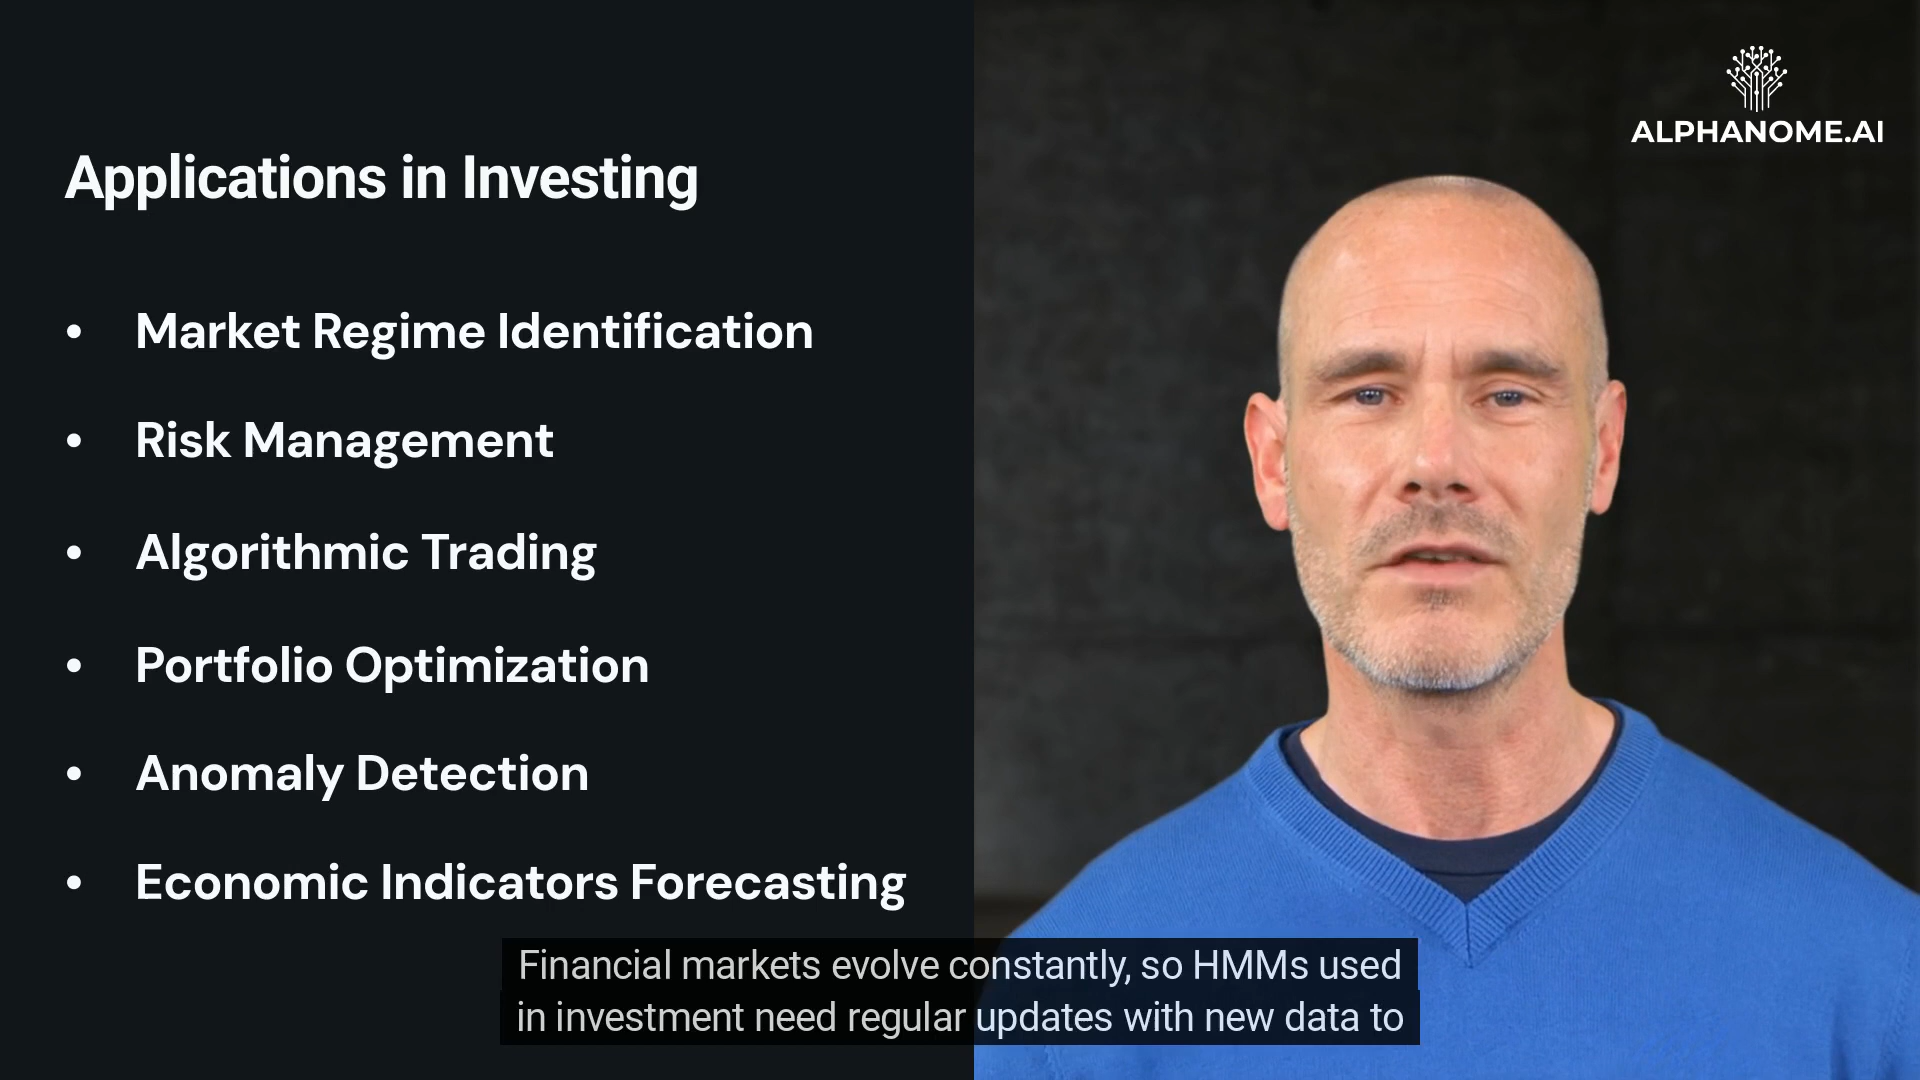 ALPHANOME.AI
Applications in Investing
• Market Regime Identification
• Risk Management
• Algorithmic Trading
• Portfolio Optimization
• Anomaly Detection
• Economic Indicators Forecasting
Financial markets evolve constantly, so HMMs used
in investment need regular updates with new data to